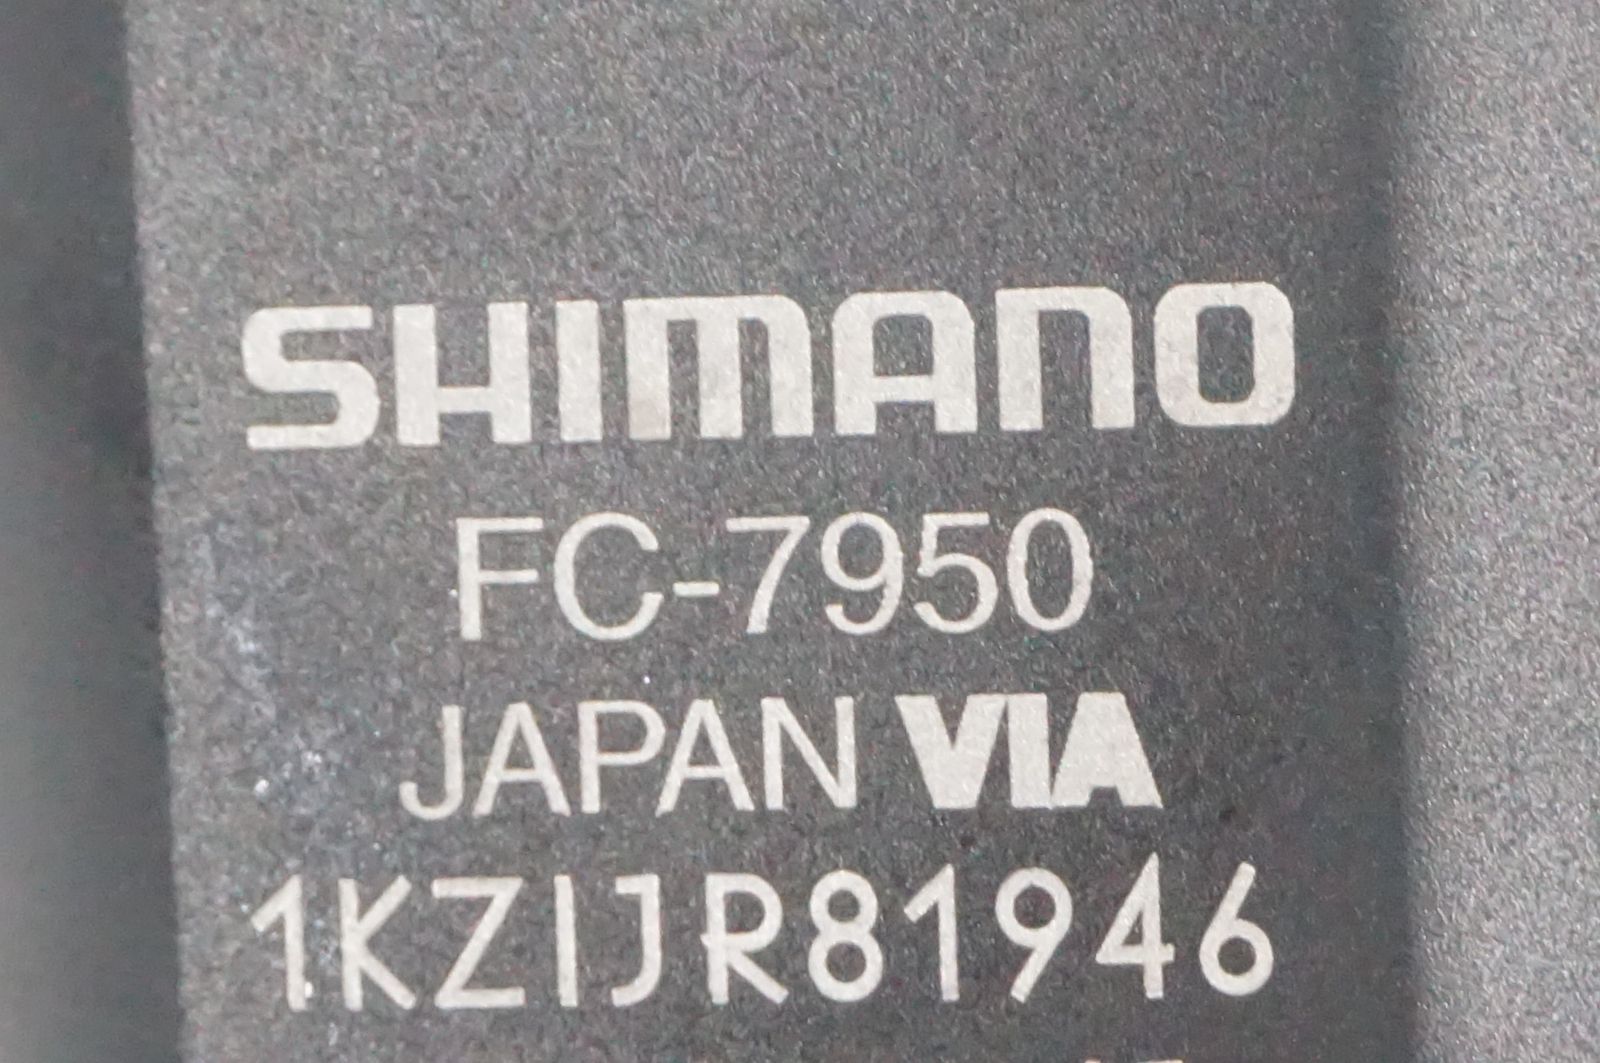 SHIMANO
FC-7950
JAPAN VIA
1KZIJR81946